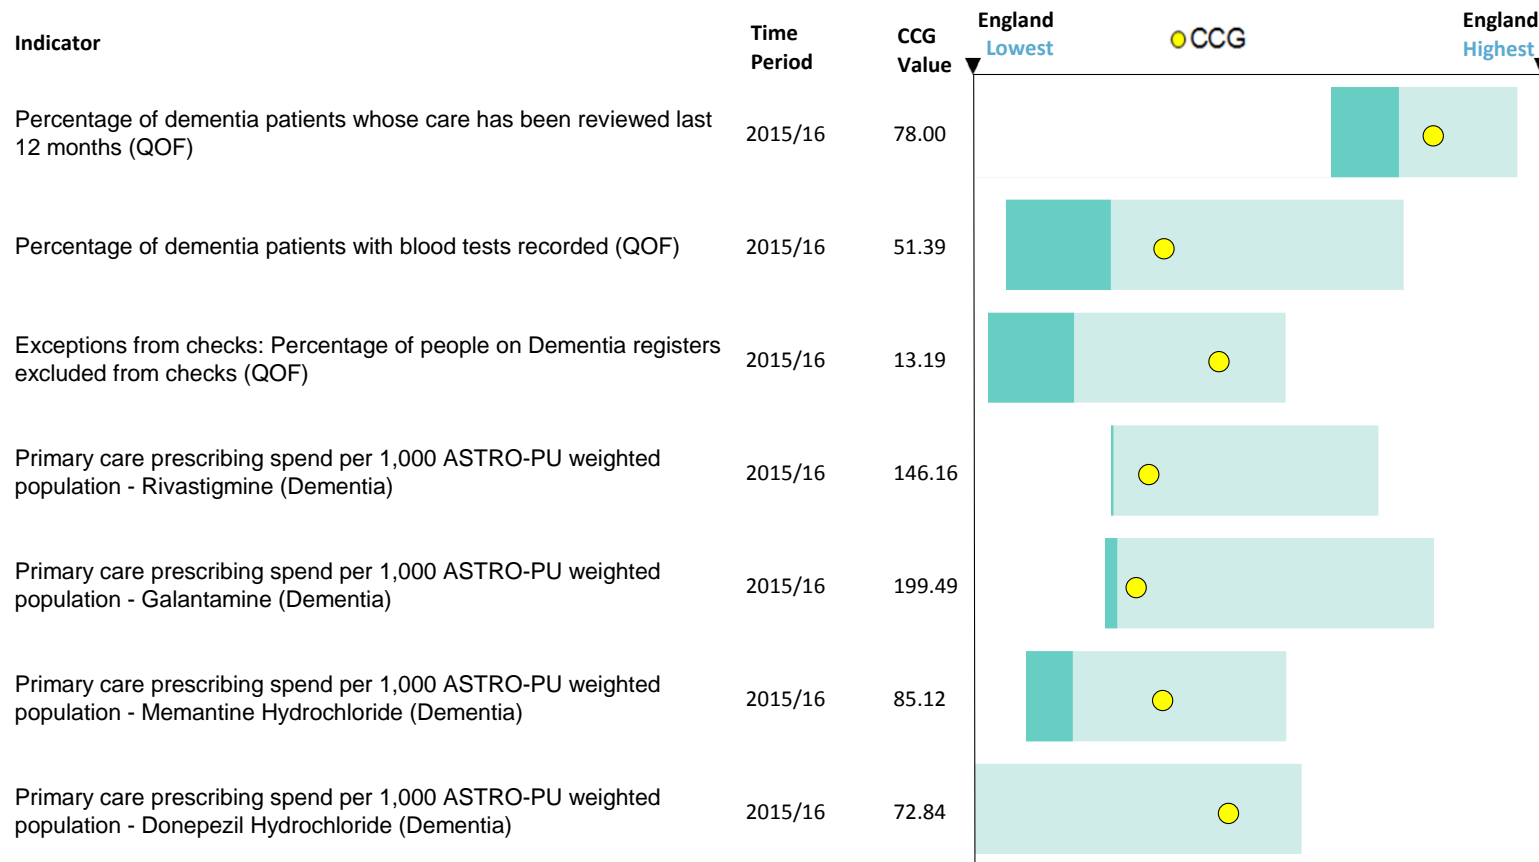 Indicator
Time
Period
CCG
Value
England
Lowest
CCG
England
Highest
Percentage of dementia patients whose care has been reviewed last
12 months (QOF)
2015/16
78.00
Percentage of dementia patients with blood tests recorded (QOF)
2015/16
51.39
Exceptions from checks: Percentage of people on Dementia registers
excluded from checks (QOF)
2015/16
13.19
Primary care prescribing spend per 1,000 ASTRO-PU weighted
population - Rivastigmine (Dementia)
2015/16
146.16
Primary care prescribing spend per 1,000 ASTRO-PU weighted
population - Galantamine (Dementia)
2015/16
199.49
Primary care prescribing spend per 1,000 ASTRO-PU weighted
population - Memantine Hydrochloride (Dementia)
2015/16
85.12
Primary care prescribing spend per 1,000 ASTRO-PU weighted
population - Donepezil Hydrochloride (Dementia)
2015/16
72.84